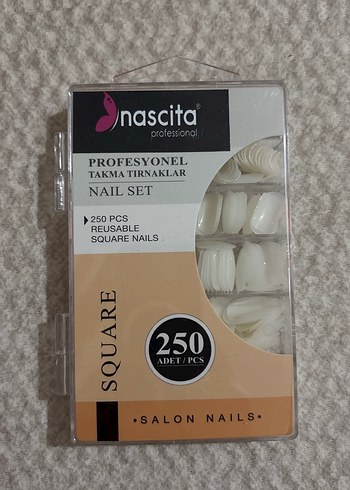 nascita®
professional
PROFESYONEL
TAKMA TIRNAKLAR
NAIL SET
250 PCS
REUSABLE
SQUARE NAILS
SQUARE
250
ADET / PCS
•SALON NAILS•